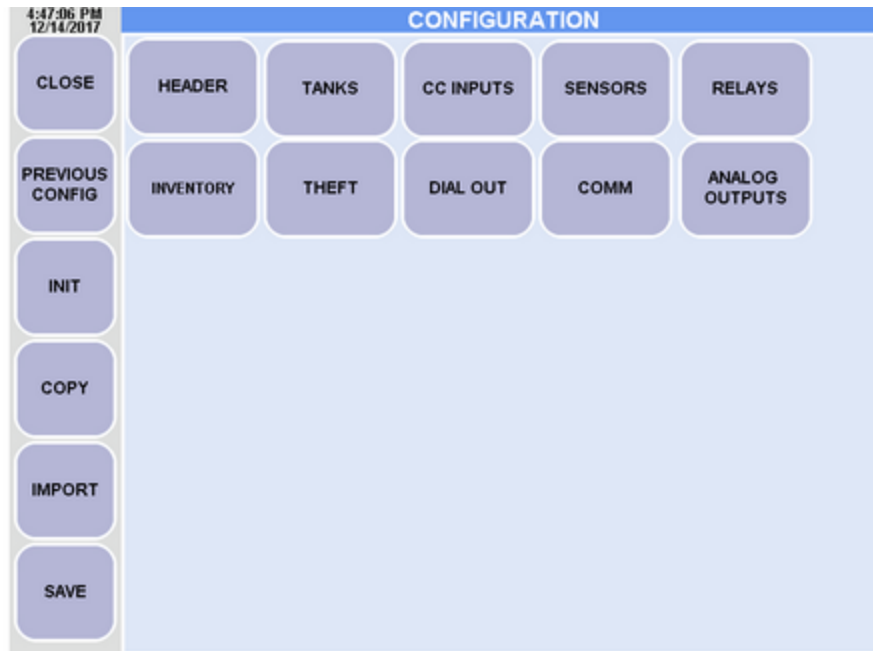 4:47:06 PM
12/14/2017
CONFIGURATION
CLOSE
HEADER
TANKS
CC INPUTS
SENSORS
RELAYS
PREVIOUS
CONFIG
INVENTORY
THEFT
DIAL OUT
COMM
ANALOG
OUTPUTS
INIT
COPY
IMPORT
SAVE